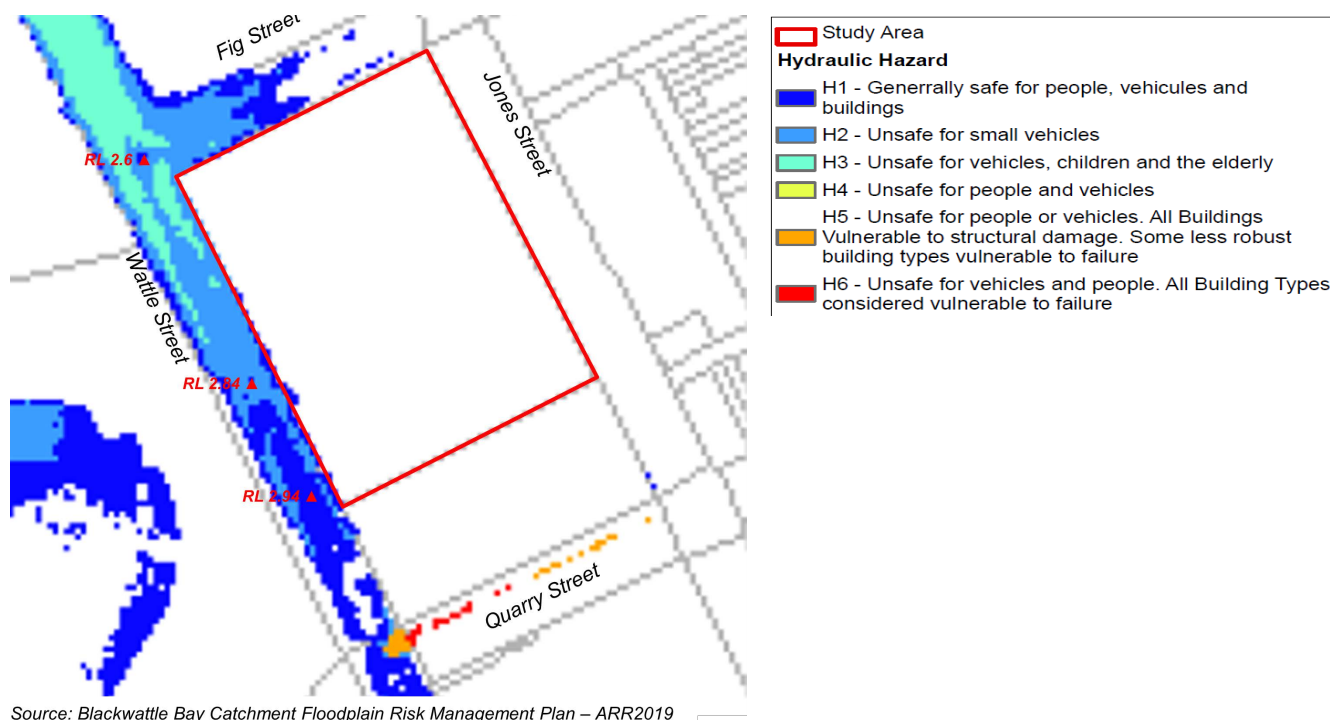 Fig Street
Jones Street
RL 2.6
Wattle Street
RL 2.84
RL 2.94
Quarry Street
Source: Blackwattle Bay Catchment Floodplain Risk Management Plan – ARR2019
Study Area
Hydraulic Hazard
H1 - Generrally safe for people, vehicules and
buildings
H2 - Unsafe for small vehicles
H3 - Unsafe for vehicles, children and the elderly
H4 - Unsafe for people and vehicles
H5 - Unsafe for people or vehicles. All Buildings
Vulnerable to structural damage. Some less robust
building types vulnerable to failure
H6 - Unsafe for vehicles and people. All Building Types
considered vulnerable to failure